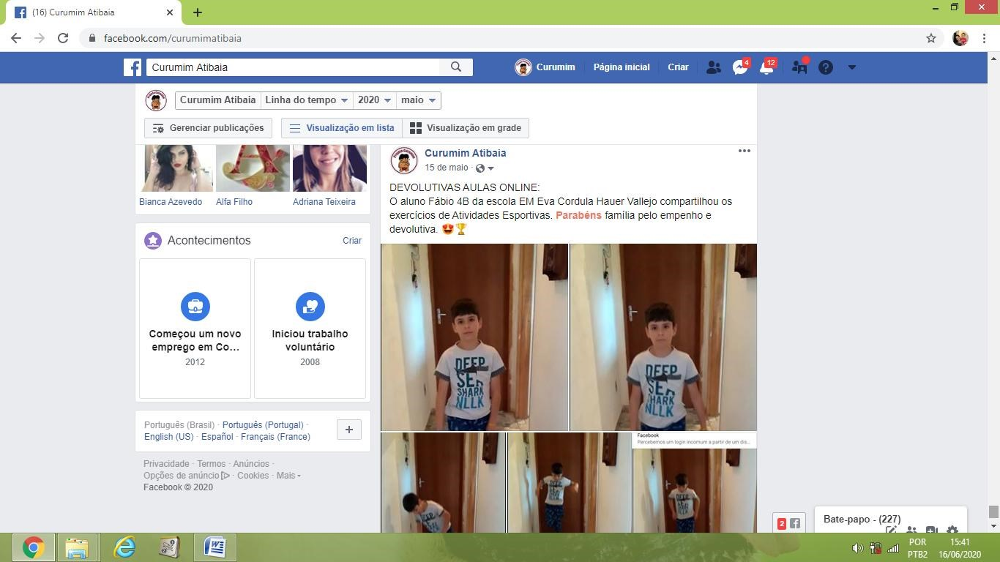 (16) Curumim Atibaia
facebook.com/curumimatibaia
Curumim Atibaia
Curumim
Página inicial
Criar
4
12
Curumim Atibaia
Linha do tempo
2020
maio
Gerenciar publicações
Visualização em lista
Visualização em grade
Bianca Azevedo
Alfa Filho
Adriana Teixeira
Acontecimentos
Criar
Começou um novo
emprego em Co...
2012
Iniciou trabalho
voluntário
2008
Português (Brasil) · Português (Portugal) ·
English (US) · Español · Français (France)
Privacidade · Termos · Anúncios ·
Opções de anúncio · Cookies · Mais
Facebook © 2020
Curumim Atibaia
15 de maio ·
DEVOLUTIVAS AULAS ONLINE:
O aluno Fábio 4B da escola EM Eva Cordula Hauer Vallejo compartilhou os
exercícios de Atividades Esportivas. Parabéns família pelo empenho e
devolutiva. 😍🏆
DEEP
SEA
SHARK
NLLK
DEEP
SEA
SHARK
NLLK
Facebook
Percebemos um login incomum a partir de um dis...
2
Bate-papo - (227)
POR
PTB2
15:41
16/06/2020